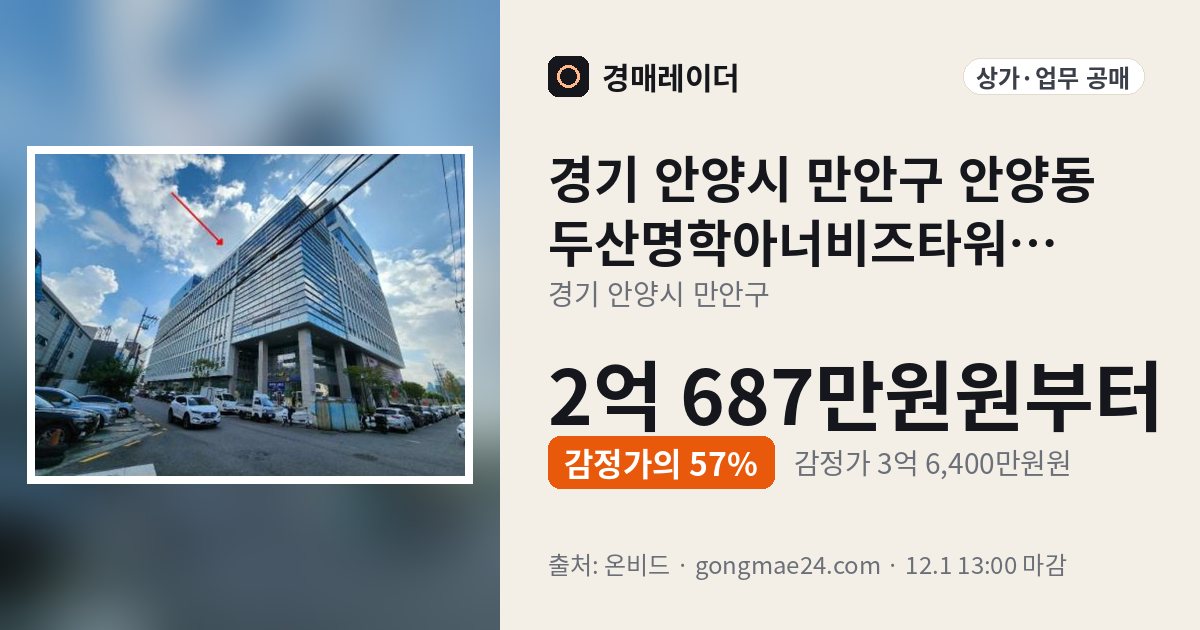 경매레이더
상가·업무 공매
경기 안양시 만안구 안양동
두산명학아너비즈타워…
경기 안양시 만안구
2억 687만원원부터
감정가의 57%
감정가 3억 6,400만원원
출처: 온비드 · gongmae24.com · 12.1 13:00 마감